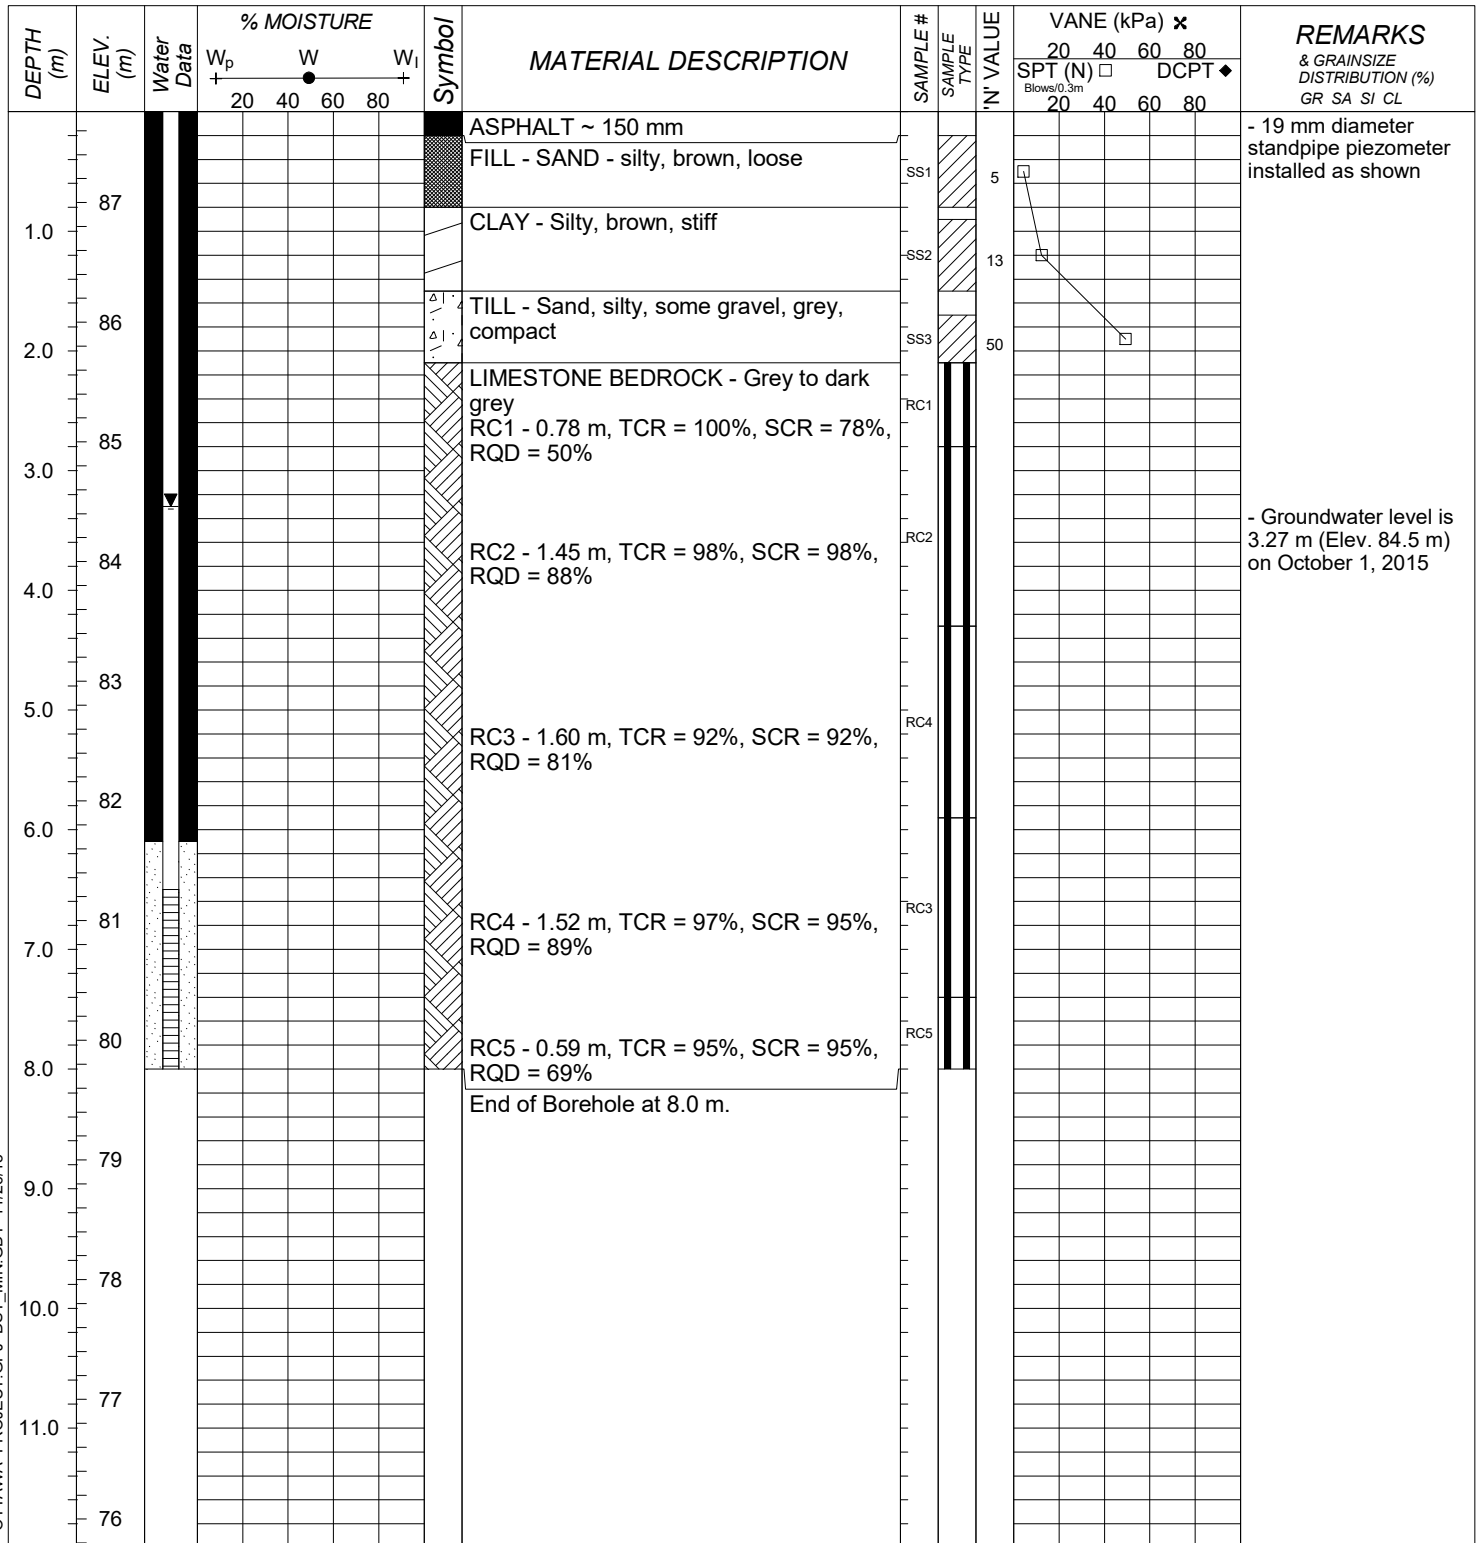 DEPTH (m)
ELEV. (m)
Water Data
% MOISTURE
Wp W Wl
20 40 60 80
Symbol
MATERIAL DESCRIPTION
SAMPLE #
SAMPLE TYPE
'N' VALUE
VANE (kPa)
20 40 60 80
SPT (N) DCPT
Blows/0.3m
20 40 60 80
REMARKS
& GRAINSIZE
DISTRIBUTION (%)
GR SA SI CL
ASPHALT ~ 150 mm
- 19 mm diameter
standpipe piezometer
installed as shown
FILL - SAND - silty, brown, loose
SS1
5
87
CLAY - Silty, brown, stiff
1.0
SS2
13
TILL - Sand, silty, some gravel, grey,
compact
86
SS3
50
2.0
LIMESTONE BEDROCK - Grey to dark
grey
RC1
RC1 - 0.78 m, TCR = 100%, SCR = 78%,
RQD = 50%
85
3.0
- Groundwater level is
3.27 m (Elev. 84.5 m)
on October 1, 2015
RC2
RC2 - 1.45 m, TCR = 98%, SCR = 98%,
RQD = 88%
84
4.0
83
5.0
RC4
RC3 - 1.60 m, TCR = 92%, SCR = 92%,
RQD = 81%
82
6.0
RC3
81
RC4 - 1.52 m, TCR = 97%, SCR = 95%,
RQD = 89%
7.0
RC5
80
RC5 - 0.59 m, TCR = 95%, SCR = 95%,
RQD = 69%
8.0
End of Borehole at 8.0 m.
79
9.0
78
10.0
77
11.0
76